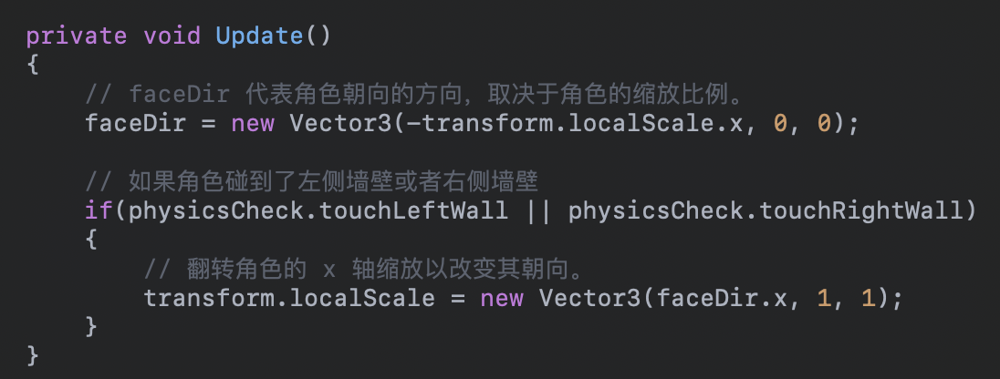 private void Update()
{
    // faceDir 代表角色朝向的方向，取决于角色的缩放比例。
    faceDir = new Vector3(-transform.localScale.x, 0, 0);

    // 如果角色碰到了左侧墙壁或者右侧墙壁
    if(physicsCheck.touchLeftWall || physicsCheck.touchRightWall)
    {
        // 翻转角色的 x 轴缩放以改变其朝向。
        transform.localScale = new Vector3(faceDir.x, 1, 1);
    }
}